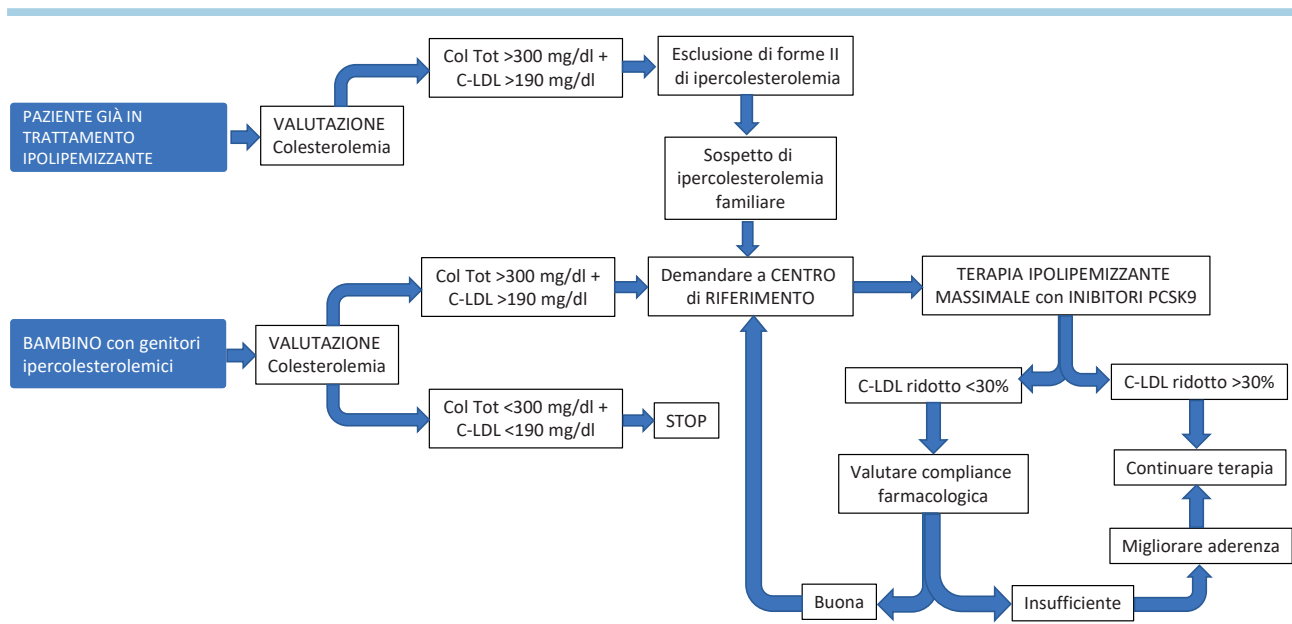 Col Tot >300 mg/dl +
C-LDL >190 mg/dl
Esclusione di forme II
di ipercolesterolemia
PAZIENTE GIÀ IN
TRATTAMENTO
IPOLIPEMIZZANTE
VALUTAZIONE
Colesterolemia
Sospetto di
ipercolesterolemia
familiare
Col Tot >300 mg/dl +
C-LDL >190 mg/dl
Demandare a CENTRO
di RIFERIMENTO
TERAPIA IPOLIPEMIZZANTE
MASSIMALE con INIBITORI PCSK9
BAMBINO con genitori
ipercolesterolemici
VALUTAZIONE
Colesterolemia
C-LDL ridotto <30%
C-LDL ridotto >30%
Col Tot <300 mg/dl +
C-LDL <190 mg/dl
STOP
Valutare compliance
farmacologica
Continuare terapia
Migliorare aderenza
Buona
Insufficiente